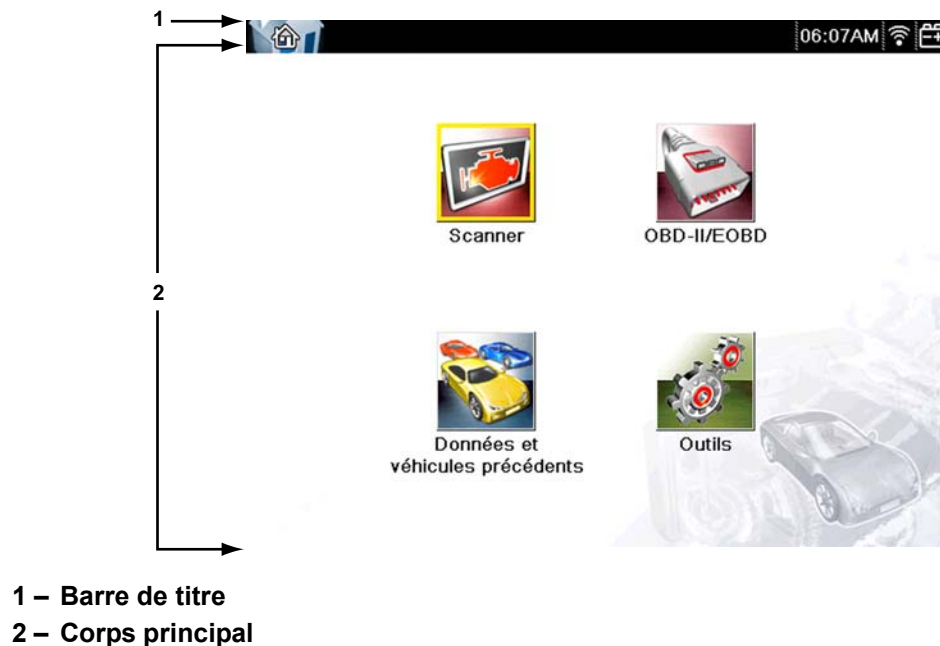 1
06:07AM
2
Scanner
OBD-II/EOBD
Données et
véhicules précédents
Outils
1 – Barre de titre
2 – Corps principal